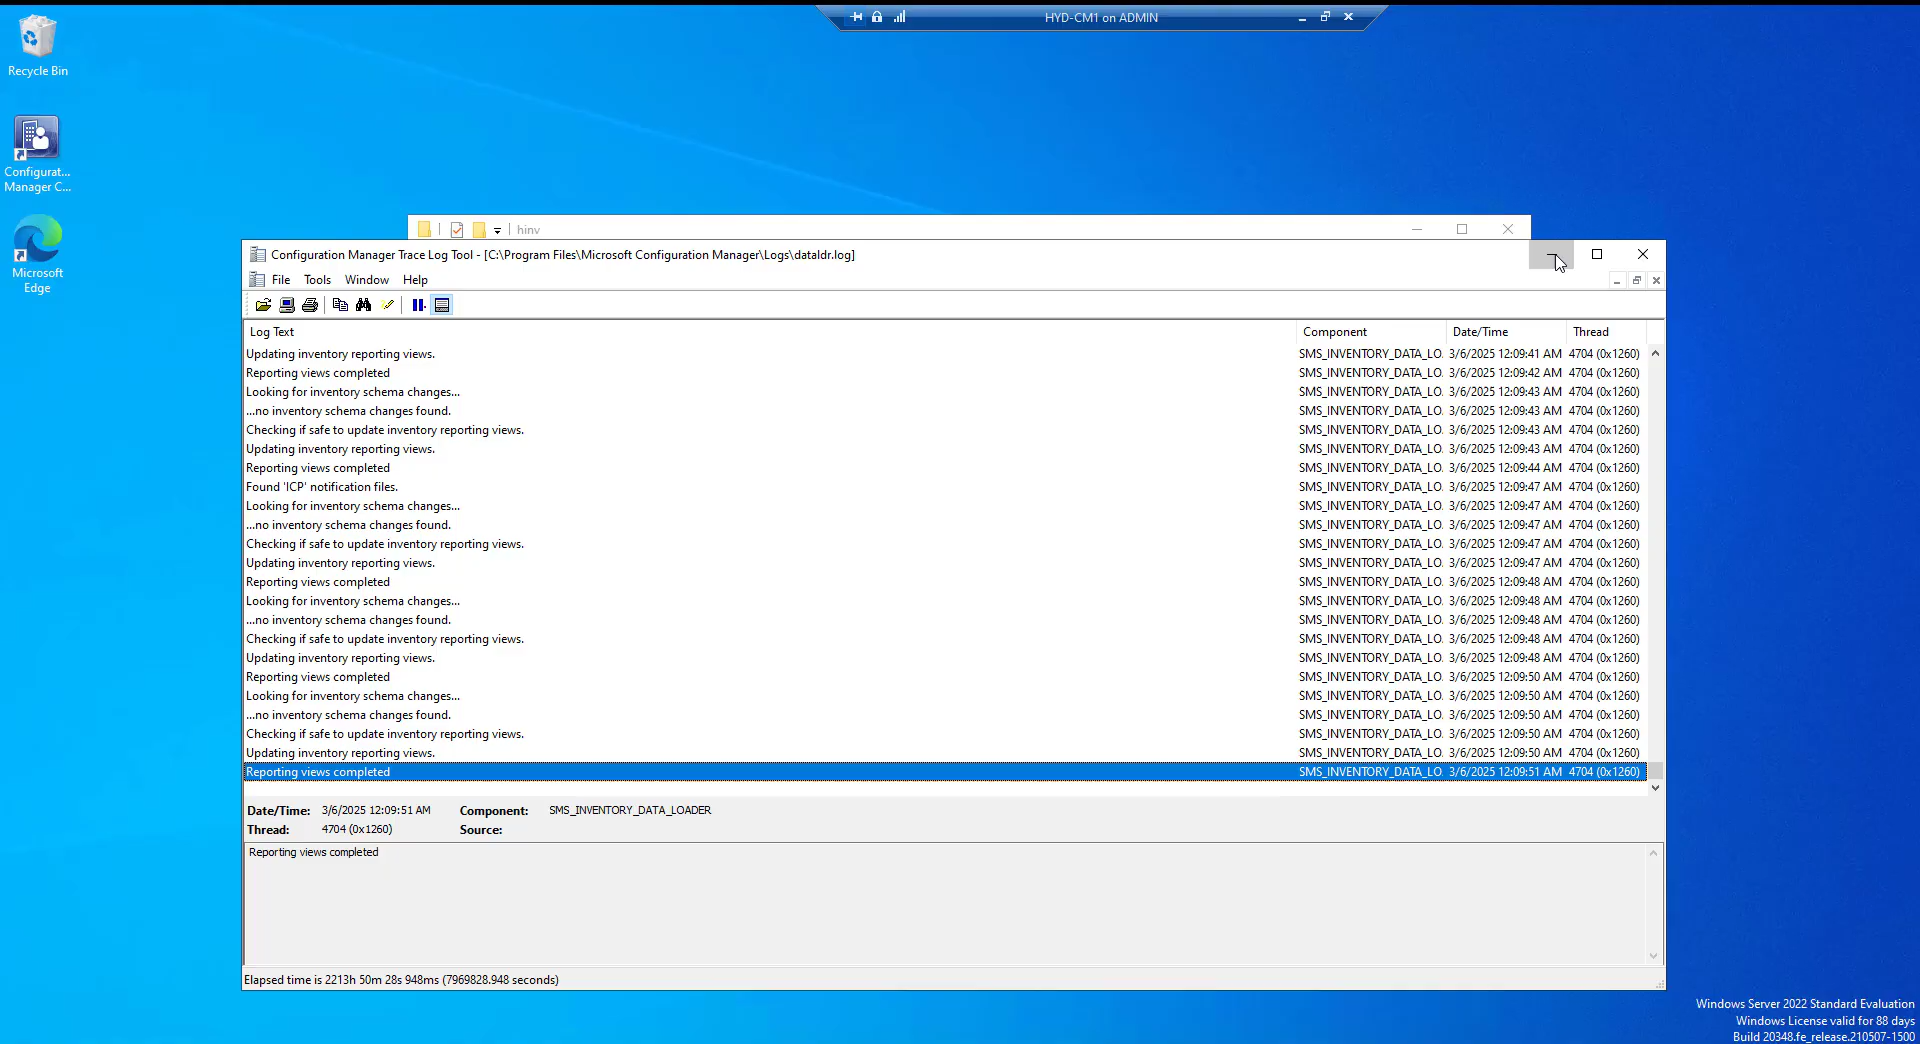 HYD-CM1 on ADMIN
Recycle Bin
Configurat...
Manager C...
Microsoft
Edge
hinv
Configuration Manager Trace Log Tool - [C:\Program Files\Microsoft Configuration Manager\Logs\dataldr.log]
File Tools Window Help
Log Text Component Date/Time Thread
Updating inventory reporting views. SMS_INVENTORY_DATA_LO. 3/6/2025 12:09:41 AM 4704 (0x1260)
Reporting views completed SMS_INVENTORY_DATA_LO. 3/6/2025 12:09:42 AM 4704 (0x1260)
Looking for inventory schema changes... SMS_INVENTORY_DATA_LO. 3/6/2025 12:09:43 AM 4704 (0x1260)
...no inventory schema changes found. SMS_INVENTORY_DATA_LO. 3/6/2025 12:09:43 AM 4704 (0x1260)
Checking if safe to update inventory reporting views. SMS_INVENTORY_DATA_LO. 3/6/2025 12:09:43 AM 4704 (0x1260)
Updating inventory reporting views. SMS_INVENTORY_DATA_LO. 3/6/2025 12:09:43 AM 4704 (0x1260)
Reporting views completed SMS_INVENTORY_DATA_LO. 3/6/2025 12:09:44 AM 4704 (0x1260)
Found 'ICP' notification files. SMS_INVENTORY_DATA_LO. 3/6/2025 12:09:47 AM 4704 (0x1260)
Looking for inventory schema changes... SMS_INVENTORY_DATA_LO. 3/6/2025 12:09:47 AM 4704 (0x1260)
...no inventory schema changes found. SMS_INVENTORY_DATA_LO. 3/6/2025 12:09:47 AM 4704 (0x1260)
Checking if safe to update inventory reporting views. SMS_INVENTORY_DATA_LO. 3/6/2025 12:09:47 AM 4704 (0x1260)
Updating inventory reporting views. SMS_INVENTORY_DATA_LO. 3/6/2025 12:09:47 AM 4704 (0x1260)
Reporting views completed SMS_INVENTORY_DATA_LO. 3/6/2025 12:09:48 AM 4704 (0x1260)
Looking for inventory schema changes... SMS_INVENTORY_DATA_LO. 3/6/2025 12:09:48 AM 4704 (0x1260)
...no inventory schema changes found. SMS_INVENTORY_DATA_LO. 3/6/2025 12:09:48 AM 4704 (0x1260)
Checking if safe to update inventory reporting views. SMS_INVENTORY_DATA_LO. 3/6/2025 12:09:48 AM 4704 (0x1260)
Updating inventory reporting views. SMS_INVENTORY_DATA_LO. 3/6/2025 12:09:48 AM 4704 (0x1260)
Reporting views completed SMS_INVENTORY_DATA_LO. 3/6/2025 12:09:50 AM 4704 (0x1260)
Looking for inventory schema changes... SMS_INVENTORY_DATA_LO. 3/6/2025 12:09:50 AM 4704 (0x1260)
...no inventory schema changes found. SMS_INVENTORY_DATA_LO. 3/6/2025 12:09:50 AM 4704 (0x1260)
Checking if safe to update inventory reporting views. SMS_INVENTORY_DATA_LO. 3/6/2025 12:09:50 AM 4704 (0x1260)
Updating inventory reporting views. SMS_INVENTORY_DATA_LO. 3/6/2025 12:09:50 AM 4704 (0x1260)
Reporting views completed SMS_INVENTORY_DATA_LO. 3/6/2025 12:09:51 AM 4704 (0x1260)
Date/Time: 3/6/2025 12:09:51 AM Component: SMS_INVENTORY_DATA_LOADER
Thread: 4704 (0x1260) Source:
Reporting views completed
Elapsed time is 2213h 50m 28s 948ms (7969828.948 seconds)
Windows Server 2022 Standard Evaluation
Windows License valid for 88 days
Build 20348.fe_release.210507-1500